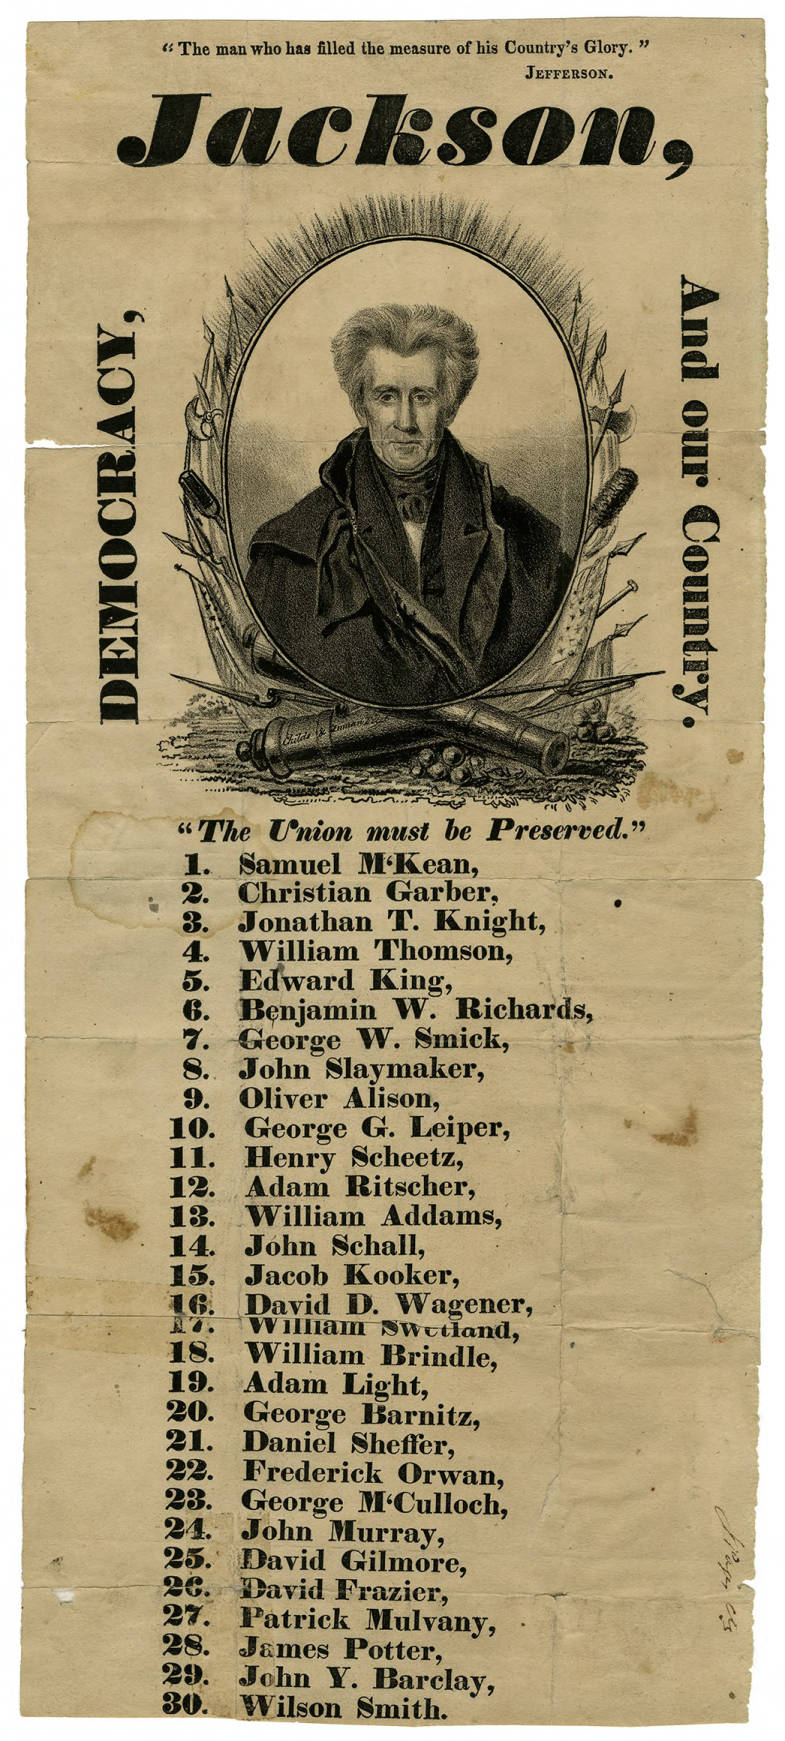 “The man who has filled the measure of his Country's Glory.”
JEFFERSON.
Jackson,
DEMOCRACY,
And our Country.
Childs & Inman
“The Union must be Preserved.”
1. Samuel M‘Kean,
2. Christian Garber,
3. Jonathan T. Knight,
4. William Thomson,
5. Edward King,
6. Benjamin W. Richards,
7. George W. Smick,
8. John Slaymaker,
9. Oliver Alison,
10. George G. Leiper,
11. Henry Scheetz,
12. Adam Ritscher,
13. William Addams,
14. John Schall,
15. Jacob Kooker,
16. David D. Wagener,
17. William Swetland,
18. William Brindle,
19. Adam Light,
20. George Barnitz,
21. Daniel Sheffer,
22. Frederick Orwan,
23. George M‘Culloch,
24. John Murray,
25. David Gilmore,
26. David Frazier,
27. Patrick Mulvany,
28. James Potter,
29. John Y. Barclay,
30. Wilson Smith.